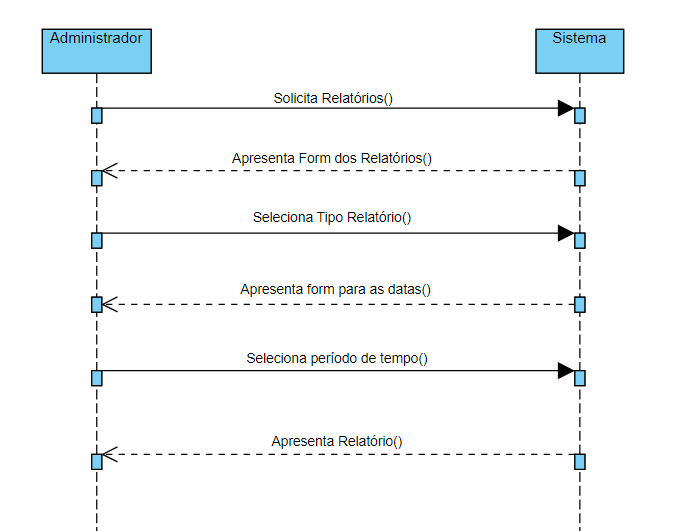 Administrador
Sistema
Solicita Relatórios()
Apresenta Form dos Relatórios()
Seleciona Tipo Relatório()
Apresenta form para as datas()
Seleciona período de tempo()
Apresenta Relatório()